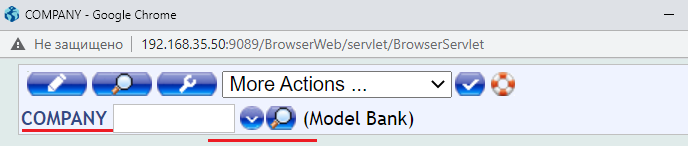 COMPANY - Google Chrome
Не защищено 192.168.35.50:9089/BrowserWeb/servlet/BrowserServlet
More Actions ...
COMPANY (Model Bank)